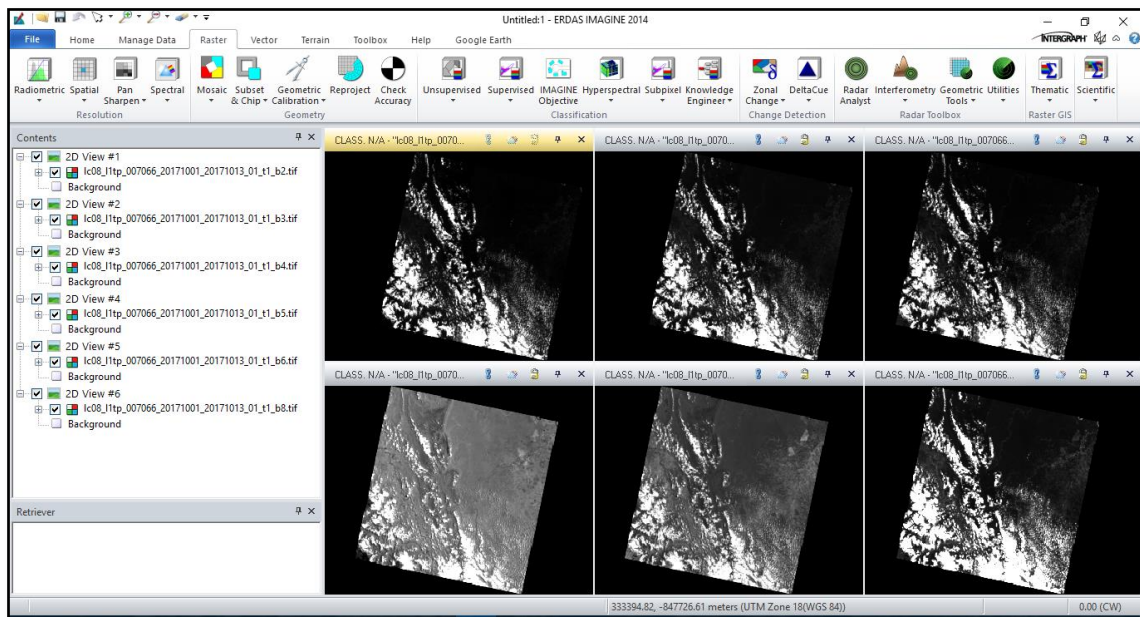 Untitled:1 - ERDAS IMAGINE 2014
File Home Manage Data Raster Vector Terrain Toolbox Help Google Earth
INTERGRAPH
Radiometric Spatial Pan Sharpen Spectral Mosaic Subset & Chip Geometric Calibration Reproject Check Accuracy Unsupervised Supervised IMAGINE Objective Hyperspectral Subpixel Knowledge Engineer Zonal Change DeltaCue Radar Analyst Interferometry Geometric Tools Utilities Thematic Scientific
Resolution Geometry Classification Change Detection Radar Toolbox Raster GIS
Contents
2D View #1
lc08_l1tp_007066_20171001_20171013_01_t1_b2.tif
Background
2D View #2
lc08_l1tp_007066_20171001_20171013_01_t1_b3.tif
Background
2D View #3
lc08_l1tp_007066_20171001_20171013_01_t1_b4.tif
Background
2D View #4
lc08_l1tp_007066_20171001_20171013_01_t1_b5.tif
Background
2D View #5
lc08_l1tp_007066_20171001_20171013_01_t1_b6.tif
Background
2D View #6
lc08_l1tp_007066_20171001_20171013_01_t1_b8.tif
Background
Retriever
CLASS. N/A - "lc08_l1tp_0070... CLASS. N/A - "lc08_l1tp_0070... CLASS. N/A - "lc08_l1tp_007066...
CLASS. N/A - "lc08_l1tp_0070... CLASS. N/A - "lc08_l1tp_0070... CLASS. N/A - "lc08_l1tp_007066...
333394.82, -847726.61 meters (UTM Zone 18(WGS 84)) 0.00 (CW)